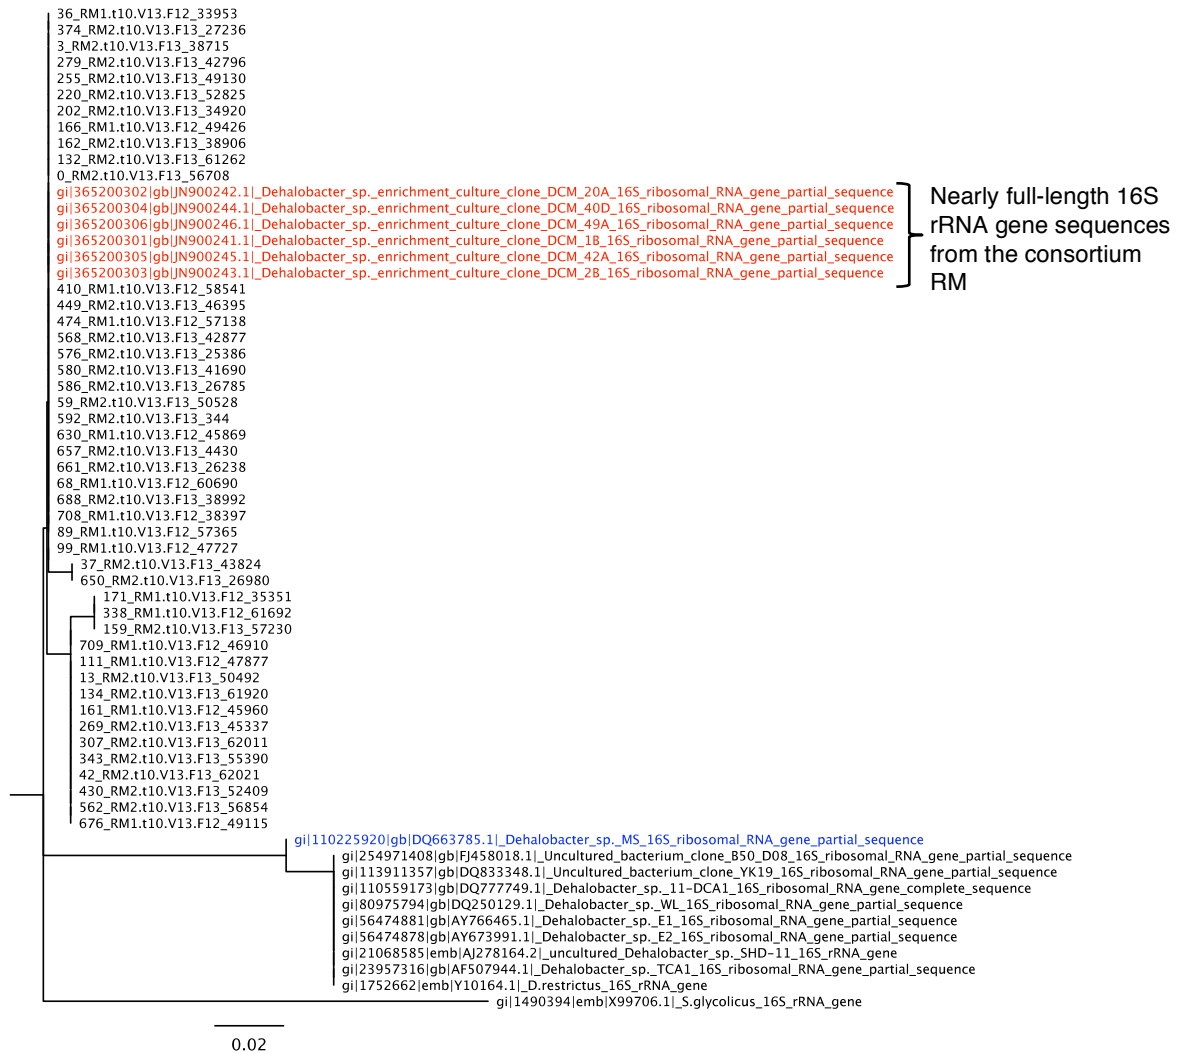 36_RM1.t10.V13.F12_33953
374_RM2.t10.V13.F13_27236
3_RM2.t10.V13.F13_38715
279_RM2.t10.V13.F13_42796
255_RM2.t10.V13.F13_49130
220_RM2.t10.V13.F13_52825
202_RM2.t10.V13.F13_34920
166_RM1.t10.V13.F12_49426
162_RM2.t10.V13.F13_38906
132_RM2.t10.V13.F13_61262
0_RM2.t10.V13.F13_56708
gi|365200302|gb|JN900242.1|_Dehalobacter_sp._enrichment_culture_clone_DCM_20A_16S_ribosomal_RNA_gene_partial_sequence
gi|365200304|gb|JN900244.1|_Dehalobacter_sp._enrichment_culture_clone_DCM_40D_16S_ribosomal_RNA_gene_partial_sequence
gi|365200306|gb|JN900246.1|_Dehalobacter_sp._enrichment_culture_clone_DCM_49A_16S_ribosomal_RNA_gene_partial_sequence
gi|365200301|gb|JN900241.1|_Dehalobacter_sp._enrichment_culture_clone_DCM_1B_16S_ribosomal_RNA_gene_partial_sequence
gi|365200305|gb|JN900245.1|_Dehalobacter_sp._enrichment_culture_clone_DCM_42A_16S_ribosomal_RNA_gene_partial_sequence
gi|365200303|gb|JN900243.1|_Dehalobacter_sp._enrichment_culture_clone_DCM_2B_16S_ribosomal_RNA_gene_partial_sequence
Nearly full-length 16S
rRNA gene sequences
from the consortium
RM
410_RM1.t10.V13.F12_58541
449_RM2.t10.V13.F13_46395
474_RM1.t10.V13.F12_57138
568_RM2.t10.V13.F13_42877
576_RM2.t10.V13.F13_25386
580_RM2.t10.V13.F13_41690
586_RM2.t10.V13.F13_26785
59_RM2.t10.V13.F13_50528
592_RM2.t10.V13.F13_344
630_RM1.t10.V13.F12_45869
657_RM2.t10.V13.F13_4430
661_RM2.t10.V13.F13_26238
68_RM1.t10.V13.F12_60690
688_RM2.t10.V13.F13_38992
708_RM1.t10.V13.F12_38397
89_RM1.t10.V13.F12_57365
99_RM1.t10.V13.F12_47727
37_RM2.t10.V13.F13_43824
650_RM2.t10.V13.F13_26980
171_RM1.t10.V13.F12_35351
338_RM1.t10.V13.F12_61692
159_RM2.t10.V13.F13_57230
709_RM1.t10.V13.F12_46910
111_RM1.t10.V13.F12_47877
13_RM2.t10.V13.F13_50492
134_RM2.t10.V13.F13_61920
161_RM1.t10.V13.F12_45960
269_RM2.t10.V13.F13_45337
307_RM2.t10.V13.F13_62011
343_RM2.t10.V13.F13_55390
42_RM2.t10.V13.F13_62021
430_RM2.t10.V13.F13_52409
562_RM2.t10.V13.F13_56854
676_RM1.t10.V13.F12_49115
gi|110225920|gb|DQ663785.1|_Dehalobacter_sp._MS_16S_ribosomal_RNA_gene_partial_sequence
gi|254971408|gb|FJ458018.1|_Uncultured_bacterium_clone_B50_D08_16S_ribosomal_RNA_gene_partial_sequence
gi|113911357|gb|DQ833348.1|_Uncultured_bacterium_clone_YK19_16S_ribosomal_RNA_gene_partial_sequence
gi|110559173|gb|DQ777749.1|_Dehalobacter_sp._11-DCA1_16S_ribosomal_RNA_gene_complete_sequence
gi|80975794|gb|DQ250129.1|_Dehalobacter_sp._WL_16S_ribosomal_RNA_gene_partial_sequence
gi|56474881|gb|AY766465.1|_Dehalobacter_sp._E1_16S_ribosomal_RNA_gene_partial_sequence
gi|56474878|gb|AY673991.1|_Dehalobacter_sp._E2_16S_ribosomal_RNA_gene_partial_sequence
gi|21068585|emb|AJ278164.2|_uncultured_Dehalobacter_sp._SHD-11_16S_rRNA_gene
gi|23957316|gb|AF507944.1|_Dehalobacter_sp._TCA1_16S_ribosomal_RNA_gene_partial_sequence
gi|1752662|emb|Y10164.1|_D.restrictus_16S_rRNA_gene
gi|1490394|emb|X99706.1|_S.glycolicus_16S_rRNA_gene
0.02